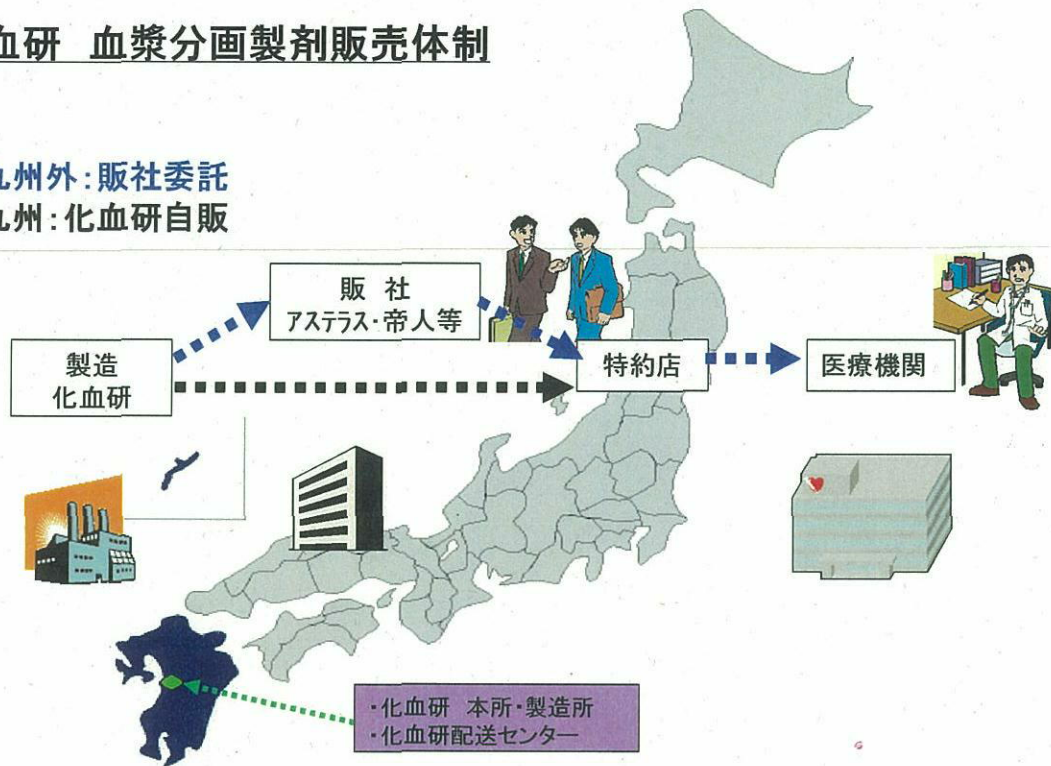 血研 血漿分画製剤販売体制
九州外：販社委託
九州：化血研自販
販 社
アステラス・帝人等
製造
化血研
特約店
医療機関
・化血研 本所・製造所
・化血研配送センター